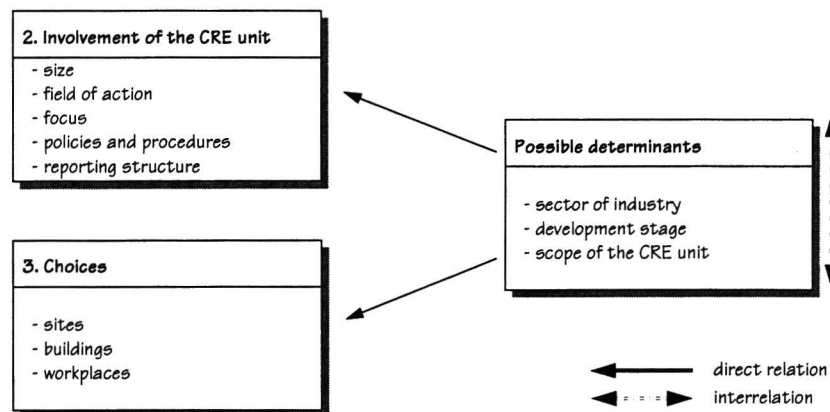 2. Involvement of the CRE unit
- size
- field of action
- focus
- policies and procedures
- reporting structure
Possible determinants
- sector of industry
- development stage
- scope of the CRE unit
3. Choices
- sites
- buildings
- workplaces
direct relation
interrelation